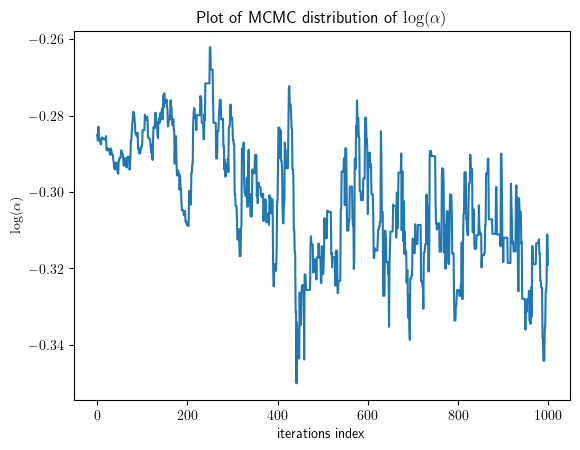 Plot of MCMC distribution of log(α)
−0.26
−0.28
−0.30
−0.32
−0.34
log(α)
0 200 400 600 800 1000
iterations index